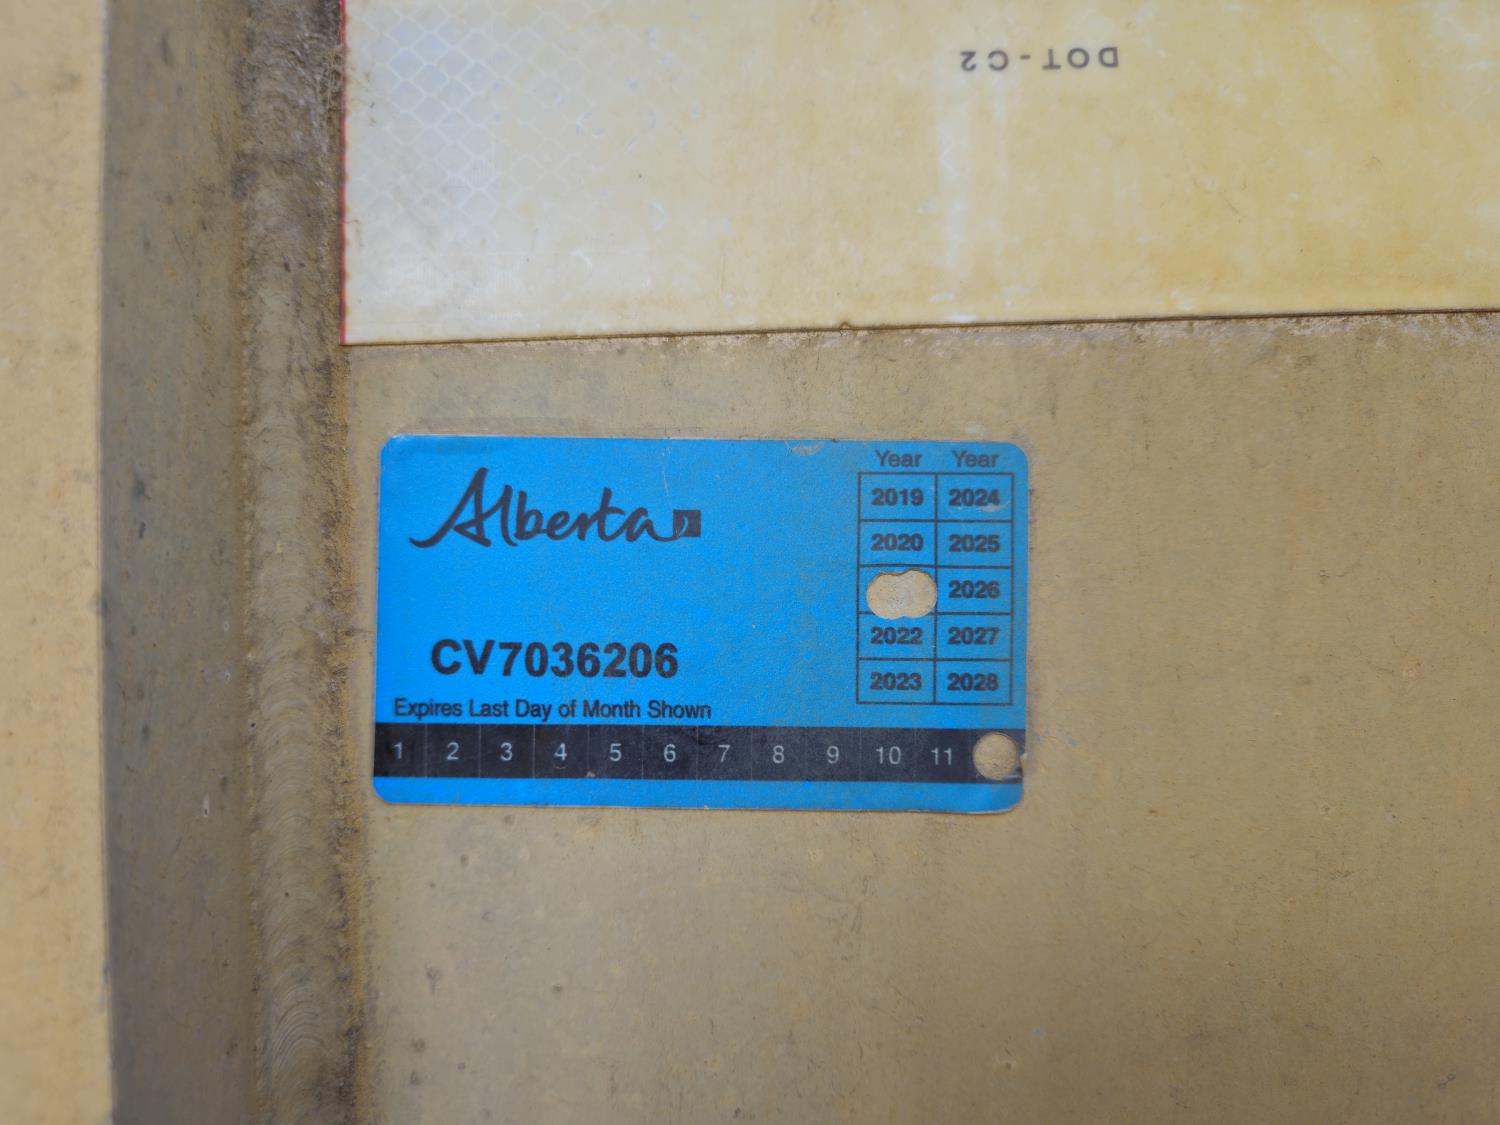 DOT-C2
Alberta
CV7036206
Expires Last Day of Month Shown
Year Year
2019 2024
2020 2025
2026
2022 2027
2023 2028
1 2 3 4 5 6 7 8 9 10 11